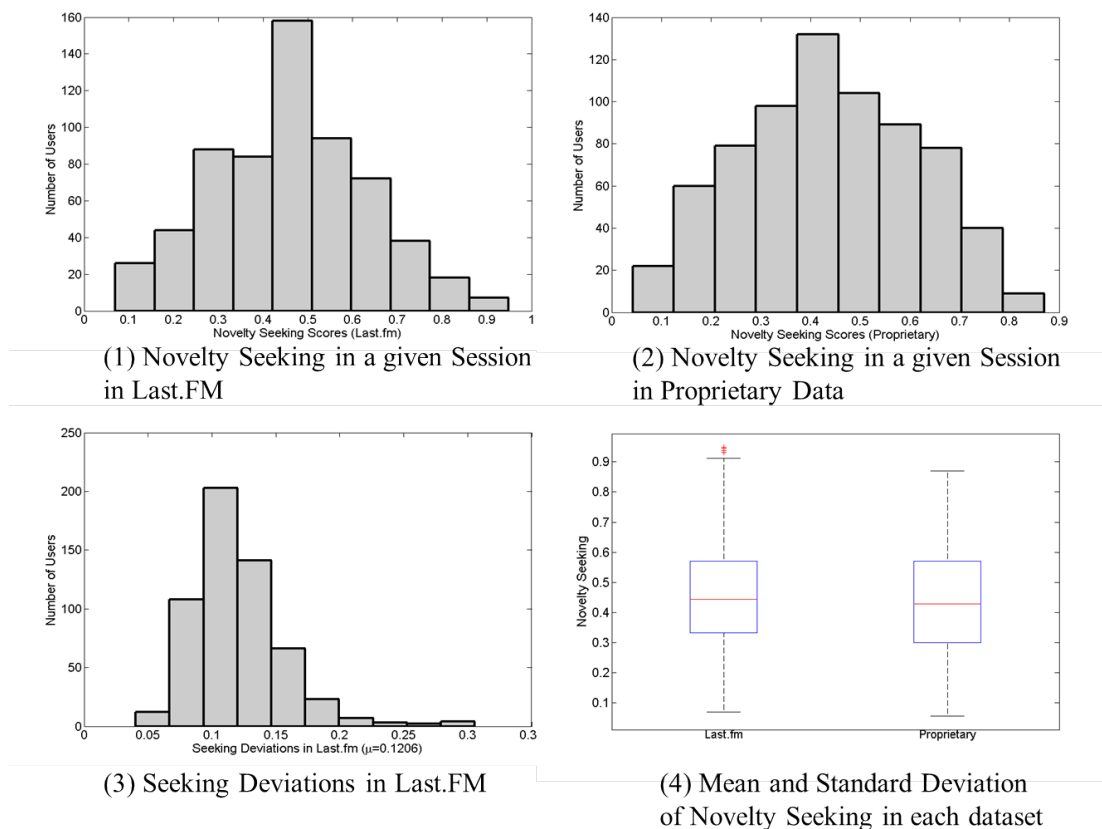 160
140
120
100
80
60
40
20
0
Number of Users
0 0.1 0.2 0.3 0.4 0.5 0.6 0.7 0.8 0.9 1
Novelty Seeking Scores (Last.fm)
(1) Novelty Seeking in a given Session
in Last.FM
140
120
100
80
60
40
20
0
Number of Users
0 0.1 0.2 0.3 0.4 0.5 0.6 0.7 0.8 0.9
Novelty Seeking Scores (Proprietary)
(2) Novelty Seeking in a given Session
in Proprietary Data
250
200
150
100
50
0
Number of Users
0 0.05 0.1 0.15 0.2 0.25 0.3 0.3
Seeking Deviations in Last.fm (μ=0.1206)
(3) Seeking Deviations in Last.FM
0.9
0.8
0.7
0.6
0.5
0.4
0.3
0.2
0.1
Novelty Seeking
Last.fm Proprietary
(4) Mean and Standard Deviation
of Novelty Seeking in each dataset